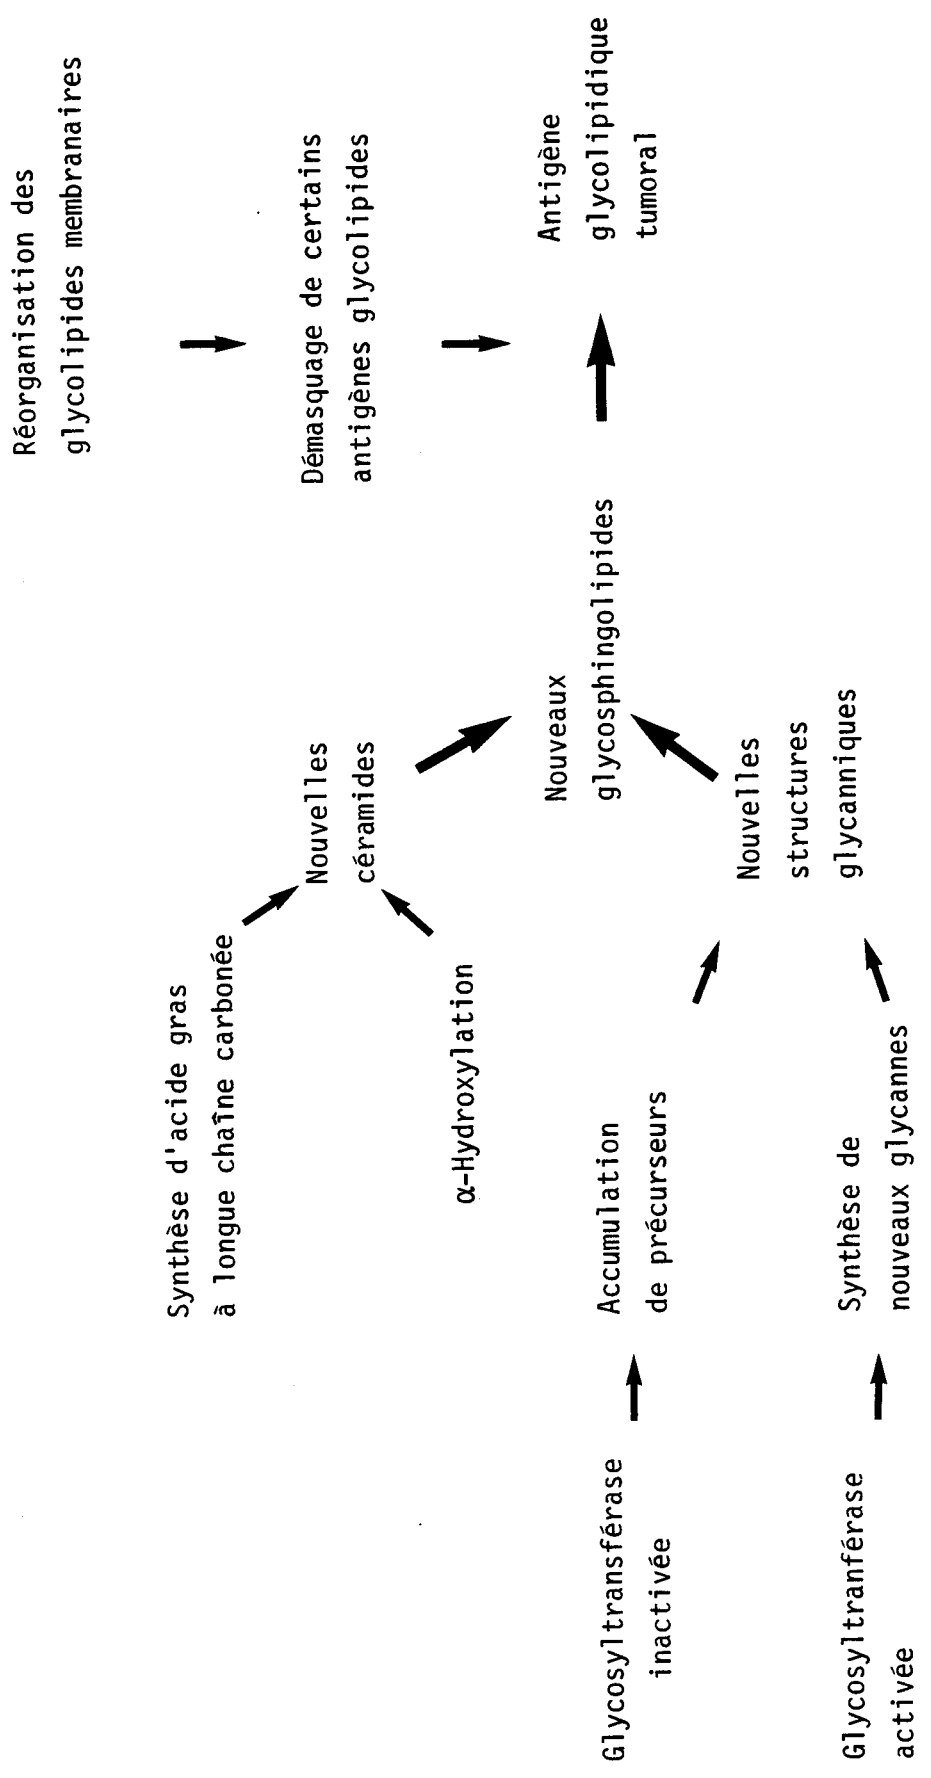 Réorganisation des
glycolipides membranaires
Synthèse d'acide gras
à longue chaîne carbonée
Nouvelles
céramides
Démasquage de certains
antigènes glycolipides
α-Hydroxylation
Nouveaux
glycosphingolipides
Antigène
glycolipidique
tumoral
Glycosyltransférase
inactivée
Accumulation
de précurseurs
Nouvelles
structures
glycanniques
Glycosyltranférase
activée
Synthèse de
nouveaux glycannes